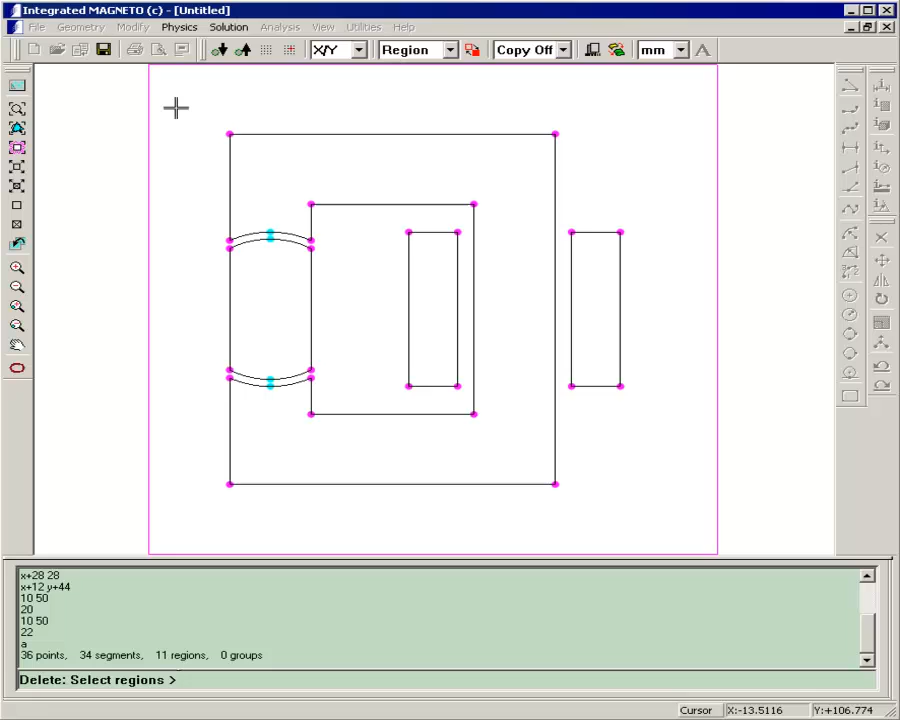 Integrated MAGNETO (c) - [Untitled]
File Geometry Modify Physics Solution Analysis View Utilities Help
X/Y Region Copy Off mm A
x+28 28
x+12 y+44
10 50
20
10 50
22
a
36 points, 34 segments, 11 regions, 0 groups
Delete: Select regions >
Cursor X:-13.5116 Y:+106.774